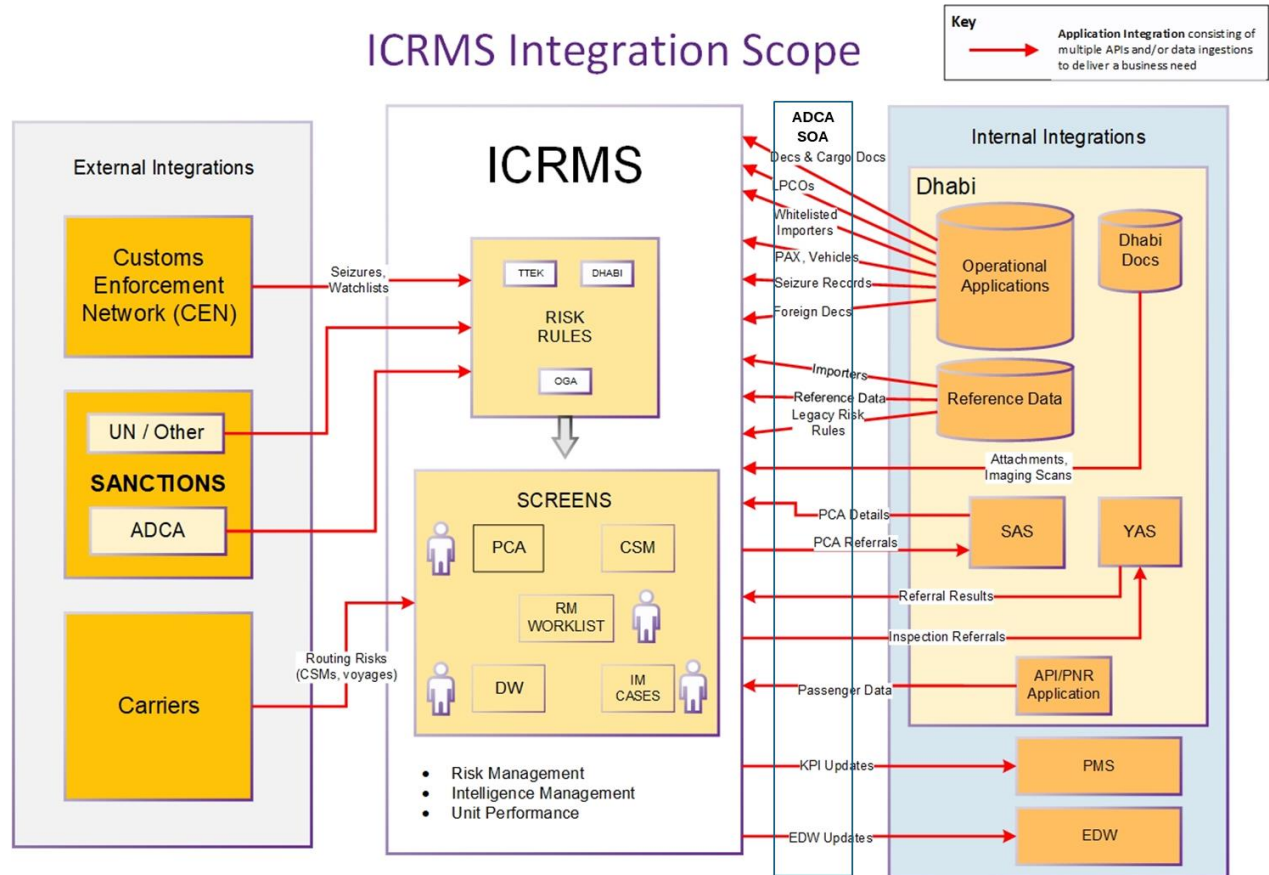 ICRMS Integration Scope
Key
Application Integration consisting of
multiple APIs and/or data ingestions
to deliver a business need
External Integrations
Customs
Enforcement
Network (CEN)
UN / Other
SANCTIONS
ADCA
Carriers
Seizures,
Watchlists
Routing Risks
(CSMs, voyages)
ICRMS
TTEK
DHABI
RISK
RULES
OGA
SCREENS
PCA
CSM
RM
WORKLIST
DW
IM
CASES
• Risk Management
• Intelligence Management
• Unit Performance
ADCA
SOA
Decs & Cargo Docs
LPCOs
Whitelisted
Importers
PAX, Vehicles
Seizure Records
Foreign Decs
Importers
Reference Data
Legacy Risk
Rules
Attachments,
Imaging Scans
PCA Details
PCA Referrals
Referral Results
Inspection Referrals
Passenger Data
KPI Updates
EDW Updates
Internal Integrations
Dhabi
Operational
Applications
Dhabi
Docs
Reference Data
SAS
YAS
API/PNR
Application
PMS
EDW